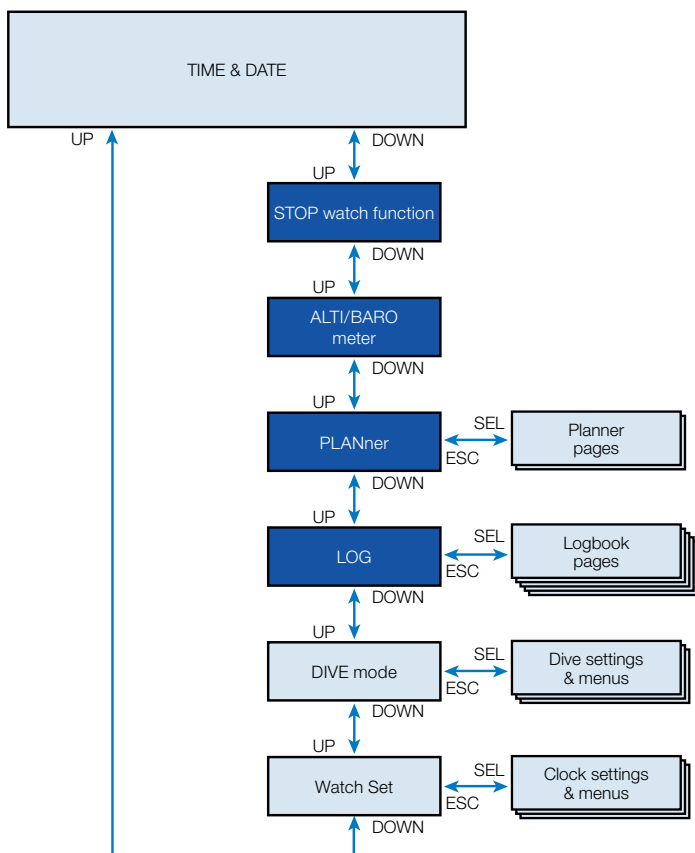 TIME & DATE
UP
DOWN
UP
STOP watch function
DOWN
UP
ALTI/BARO
meter
DOWN
UP
PLANner
SEL
ESC
Planner
pages
DOWN
UP
LOG
SEL
ESC
Logbook
pages
DOWN
UP
DIVE mode
SEL
ESC
Dive settings
& menus
DOWN
UP
Watch Set
SEL
ESC
Clock settings
& menus
DOWN